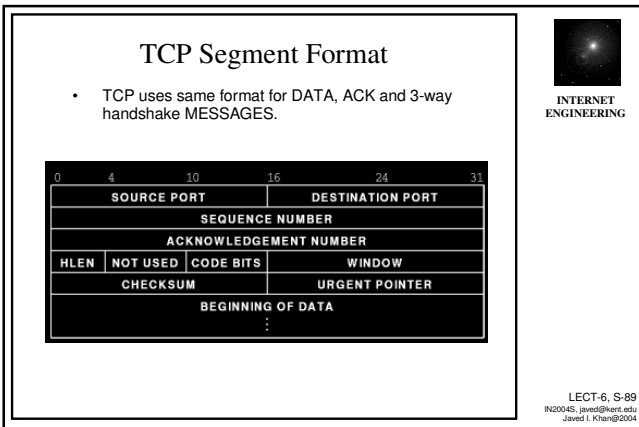 TCP Segment Format
• TCP uses same format for DATA, ACK and 3-way
handshake MESSAGES.
0 4 10 16 24 31
SOURCE PORT DESTINATION PORT
SEQUENCE NUMBER
ACKNOWLEDGEMENT NUMBER
HLEN NOT USED CODE BITS WINDOW
CHECKSUM URGENT POINTER
BEGINNING OF DATA
⋮
INTERNET
ENGINEERING
LECT-6, S-89
IN2004S, javed@kent.edu
Javed I. Khan@2004